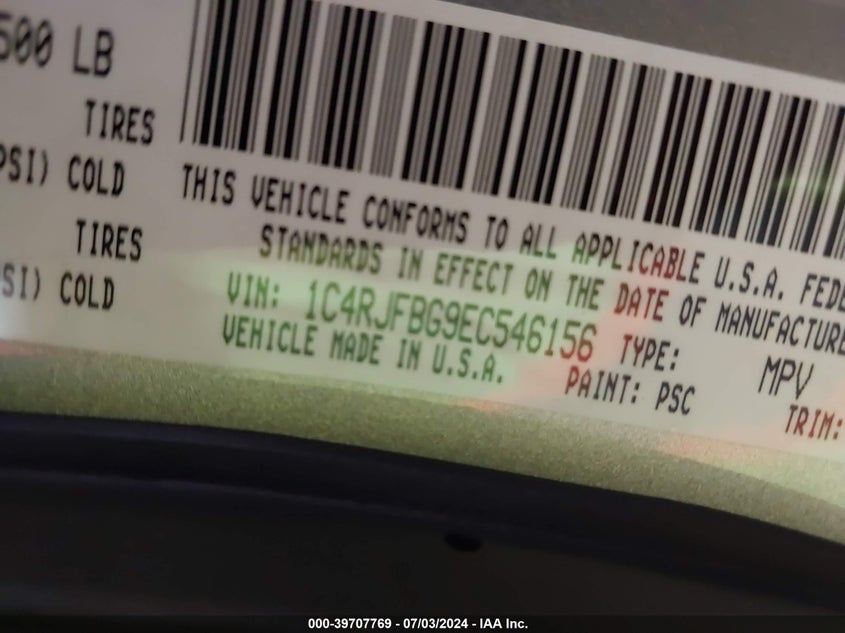 500 LB
TIRES
PSI) COLD
TIRES
SI) COLD
THIS VEHICLE CONFORMS TO ALL APPLICABLE U.S.A. FEDE
STANDARDS IN EFFECT ON THE DATE OF MANUFACTURE
VIN: 1C4RJFBG9EC546156 TYPE: MPV
VEHICLE MADE IN U.S.A. PAINT: PSC TRIM:
000-39707769 - 07/03/2024 - IAA Inc.